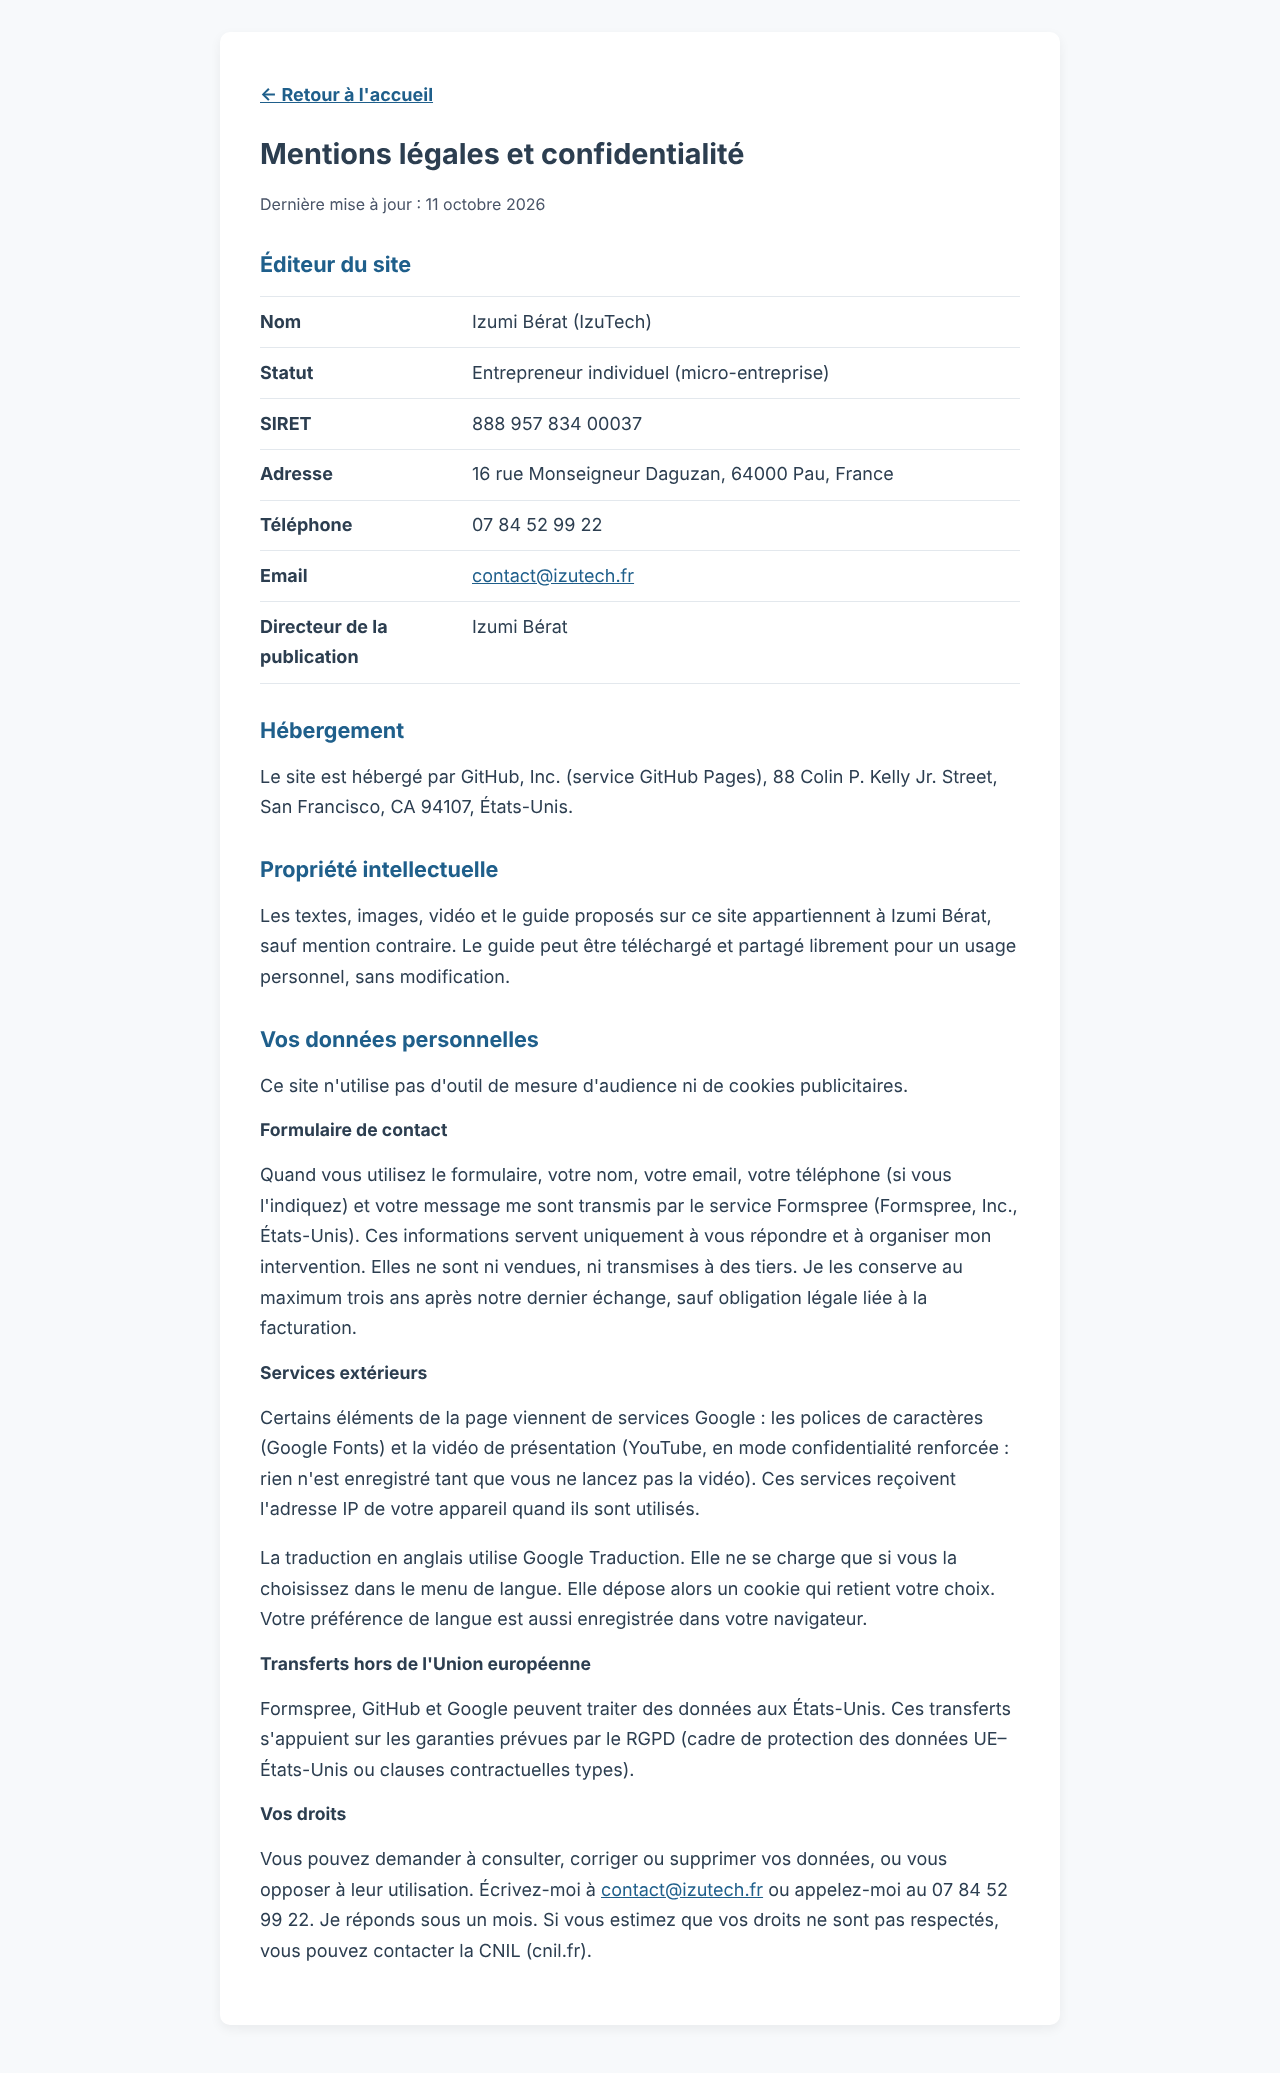 ← Retour à l'accueil
Mentions légales et confidentialité
Dernière mise à jour : 11 octobre 2026
Éditeur du site
Nom Izumi Bérat (IzuTech)
Statut Entrepreneur individuel (micro-entreprise)
SIRET 888 957 834 00037
Adresse 16 rue Monseigneur Daguzan, 64000 Pau, France
Téléphone 07 84 52 99 22
Email contact@izutech.fr
Directeur de la Izumi Bérat
publication
Hébergement
Le site est hébergé par GitHub, Inc. (service GitHub Pages), 88 Colin P. Kelly Jr. Street,
San Francisco, CA 94107, États-Unis.
Propriété intellectuelle
Les textes, images, vidéo et le guide proposés sur ce site appartiennent à Izumi Bérat,
sauf mention contraire. Le guide peut être téléchargé et partagé librement pour un usage
personnel, sans modification.
Vos données personnelles
Ce site n'utilise pas d'outil de mesure d'audience ni de cookies publicitaires.
Formulaire de contact
Quand vous utilisez le formulaire, votre nom, votre email, votre téléphone (si vous
l'indiquez) et votre message me sont transmis par le service Formspree (Formspree, Inc.,
États-Unis). Ces informations servent uniquement à vous répondre et à organiser mon
intervention. Elles ne sont ni vendues, ni transmises à des tiers. Je les conserve au
maximum trois ans après notre dernier échange, sauf obligation légale liée à la
facturation.
Services extérieurs
Certains éléments de la page viennent de services Google : les polices de caractères
(Google Fonts) et la vidéo de présentation (YouTube, en mode confidentialité renforcée :
rien n'est enregistré tant que vous ne lancez pas la vidéo). Ces services reçoivent
l'adresse IP de votre appareil quand ils sont utilisés.
La traduction en anglais utilise Google Traduction. Elle ne se charge que si vous la
choisissez dans le menu de langue. Elle dépose alors un cookie qui retient votre choix.
Votre préférence de langue est aussi enregistrée dans votre navigateur.
Transferts hors de l'Union européenne
Formspree, GitHub et Google peuvent traiter des données aux États-Unis. Ces transferts
s'appuient sur les garanties prévues par le RGPD (cadre de protection des données UE–
États-Unis ou clauses contractuelles types).
Vos droits
Vous pouvez demander à consulter, corriger ou supprimer vos données, ou vous
opposer à leur utilisation. Écrivez-moi à contact@izutech.fr ou appelez-moi au 07 84 52
99 22. Je réponds sous un mois. Si vous estimez que vos droits ne sont pas respectés,
vous pouvez contacter la CNIL (cnil.fr).